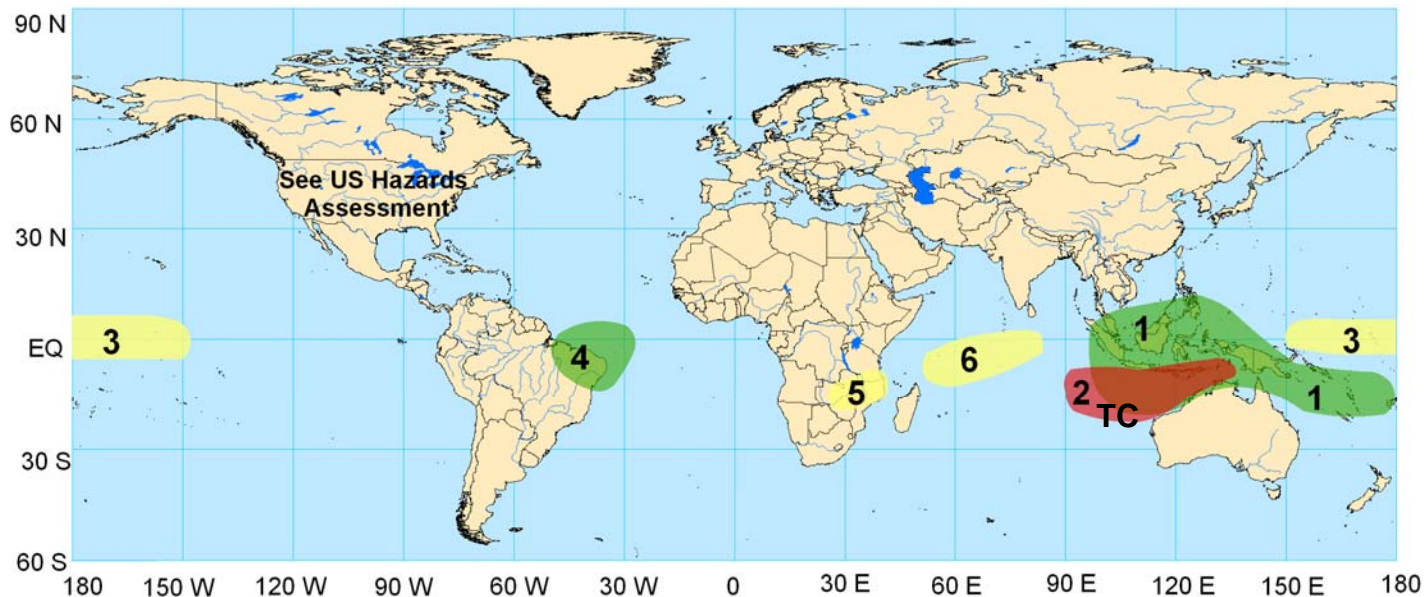 90 N
60 N
See US Hazards
Assessment
30 N
3
EQ
4
5
6
1
3
2
TC
1
30 S
60 S
180
150 W
120 W
90 W
60 W
30 W
0
30 E
60 E
90 E
120 E
150 E
180